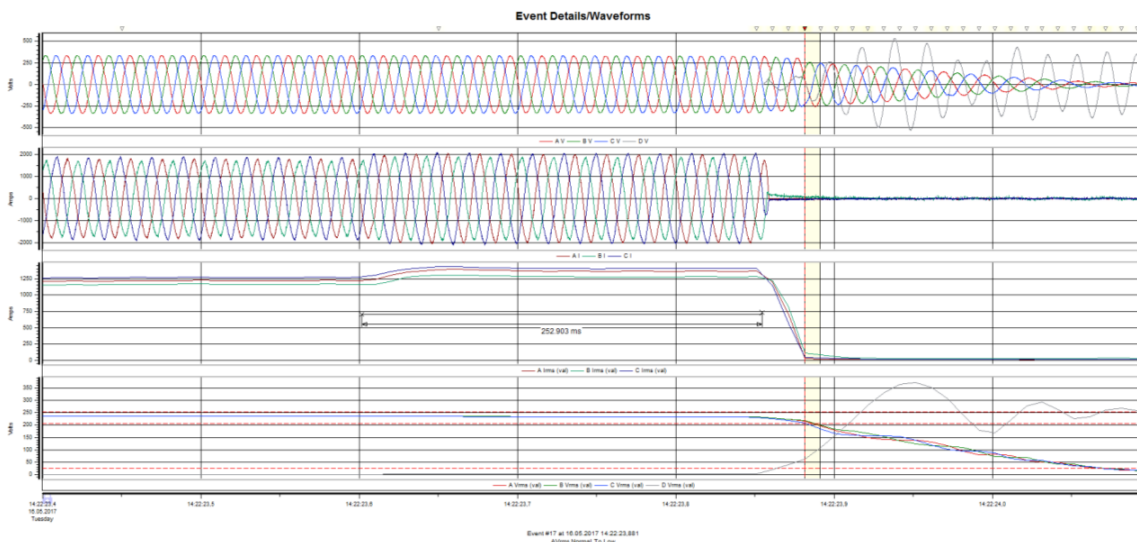 Event Details/Waveforms
500
250
0
-250
-500
Volts
A V B V C V D V
2000
1000
0
-1000
-2000
Amps
A I B I C I
1250
1000
750
500
250
0
Amps
252.903 ms
A Irms (val) B Irms (val) C Irms (val)
350
300
250
200
150
100
50
0
Volts
A Vrms (val) B Vrms (val) C Vrms (val) D Vrms (val)
14:22:23,4 14:22:23,5 14:22:23,6 14:22:23,7 14:22:23,8 14:22:23,9 14:22:24,0
16.05.2017
Tuesday
Event #17 at 16.05.2017 14:22:23,881